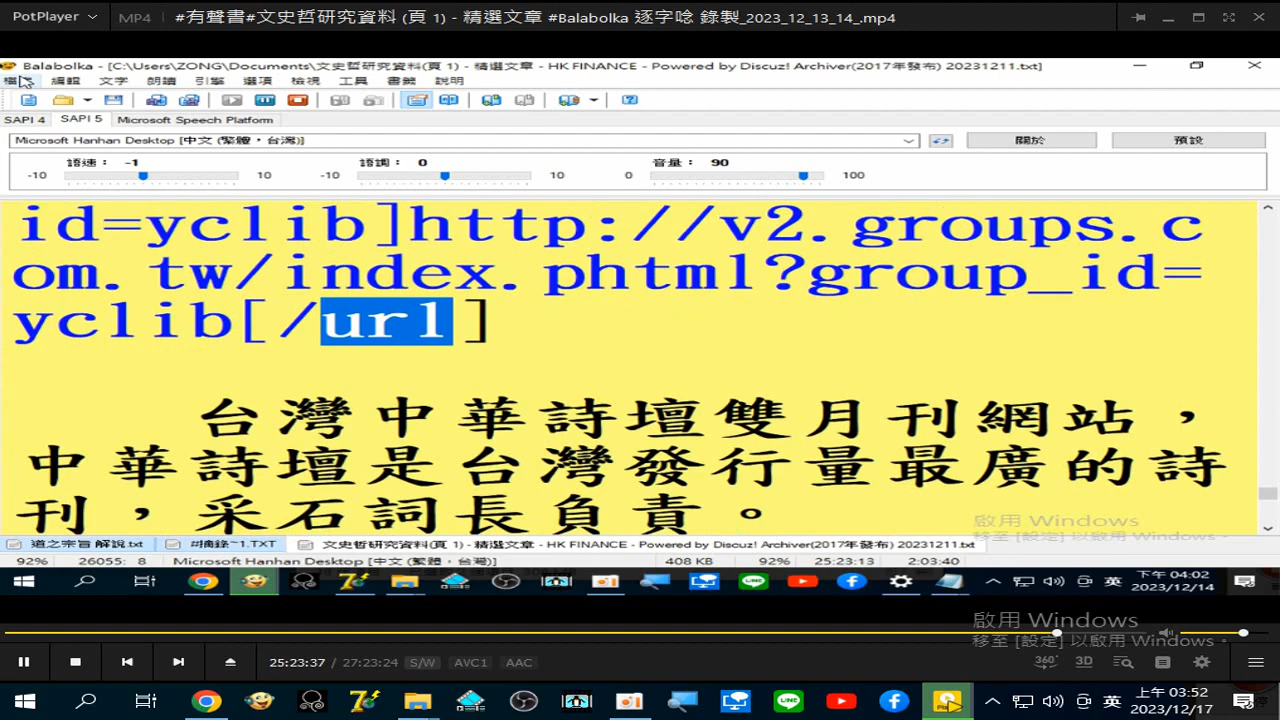 PotPlayer MP4 #有聲書#文史哲研究資料 (頁 1) - 精選文章 #Balabolka 逐字唸 錄製_2023_12_13_14_.mp4
Balabolka - [C:\Users\ZONG\Documents\文史哲研究資料(頁 1) - 精選文章 - HK FINANCE - Powered by Discuz! Archiver(2017年發布) 20231211.txt]
檔案 編輯 文字 朗讀 引擎 選項 檢視 工具 書籤 說明
SAPI 4 SAPI 5 Microsoft Speech Platform
Microsoft Hanhan Desktop [中文 (繁體，台灣)] 關於 預設
語速： -1 語調： 0 音量： 90
-10 10 -10 10 0 100
id=yclib]http://v2.groups.c
om.tw/index.phtml?group_id=
yclib[/url]
台灣中華詩壇雙月刊網站，
中華詩壇是台灣發行量最廣的詩
刊，采石詞長負責。
啟用 Windows
移至 [設定] 以啟用 Windows。
道之宗旨 解說.txt #摘錄~1.TXT 文史哲研究資料(頁 1) - 精選文章 - HK FINANCE - Powered by Discuz! Archiver(2017年發布) 20231211.txt
92% 26055: 8 Microsoft Hanhan Desktop [中文 (繁體，台灣)] 408 KB 92% 25:23:13 2:03:40
英 下午 04:02
2023/12/14
啟用 Windows
移至 [設定] 以啟用 Windows。
25:23:37 / 27:23:24 S/W AVC1 AAC 360° 3D
英 上午 03:52
2023/12/17